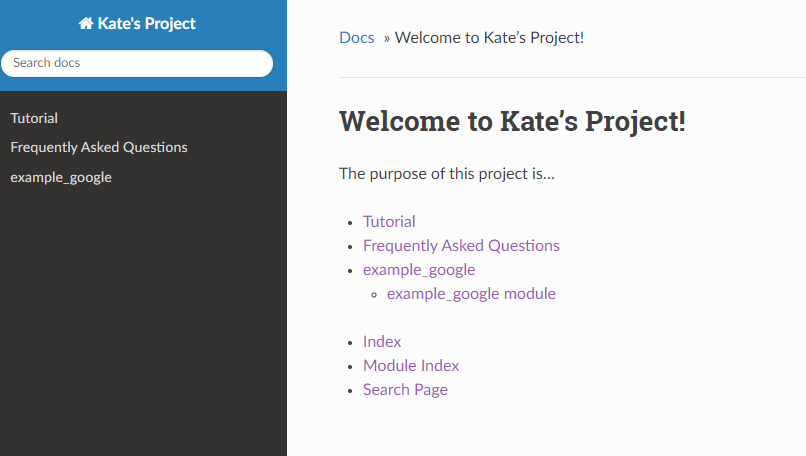 Kate's Project
Search docs
Tutorial
Frequently Asked Questions
example_google
Docs » Welcome to Kate’s Project!
Welcome to Kate’s Project!
The purpose of this project is…
Tutorial
Frequently Asked Questions
example_google
example_google module
Index
Module Index
Search Page